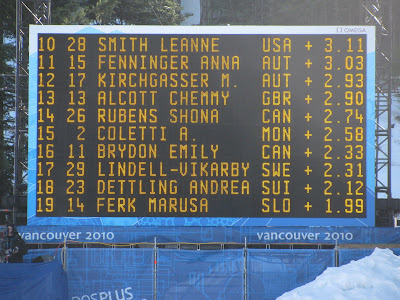 Ω OMEGA
10 28 SMITH LEANNE USA + 3.11
11 15 FENNINGER ANNA AUT + 3.03
12 17 KIRCHGASSER M. AUT + 2.93
13 13 ALCOTT CHEMMY GBR + 2.90
14 26 RUBENS SHONA CAN + 2.74
15 2 COLETTI A. MON + 2.58
16 11 BRYDON EMILY CAN + 2.33
17 29 LINDELL-VIKARBY SWE + 2.31
18 23 DETTLING ANDREA SUI + 2.12
19 14 FERK MARUSA SLO + 1.99
vancouver 2010 vancouver 2010